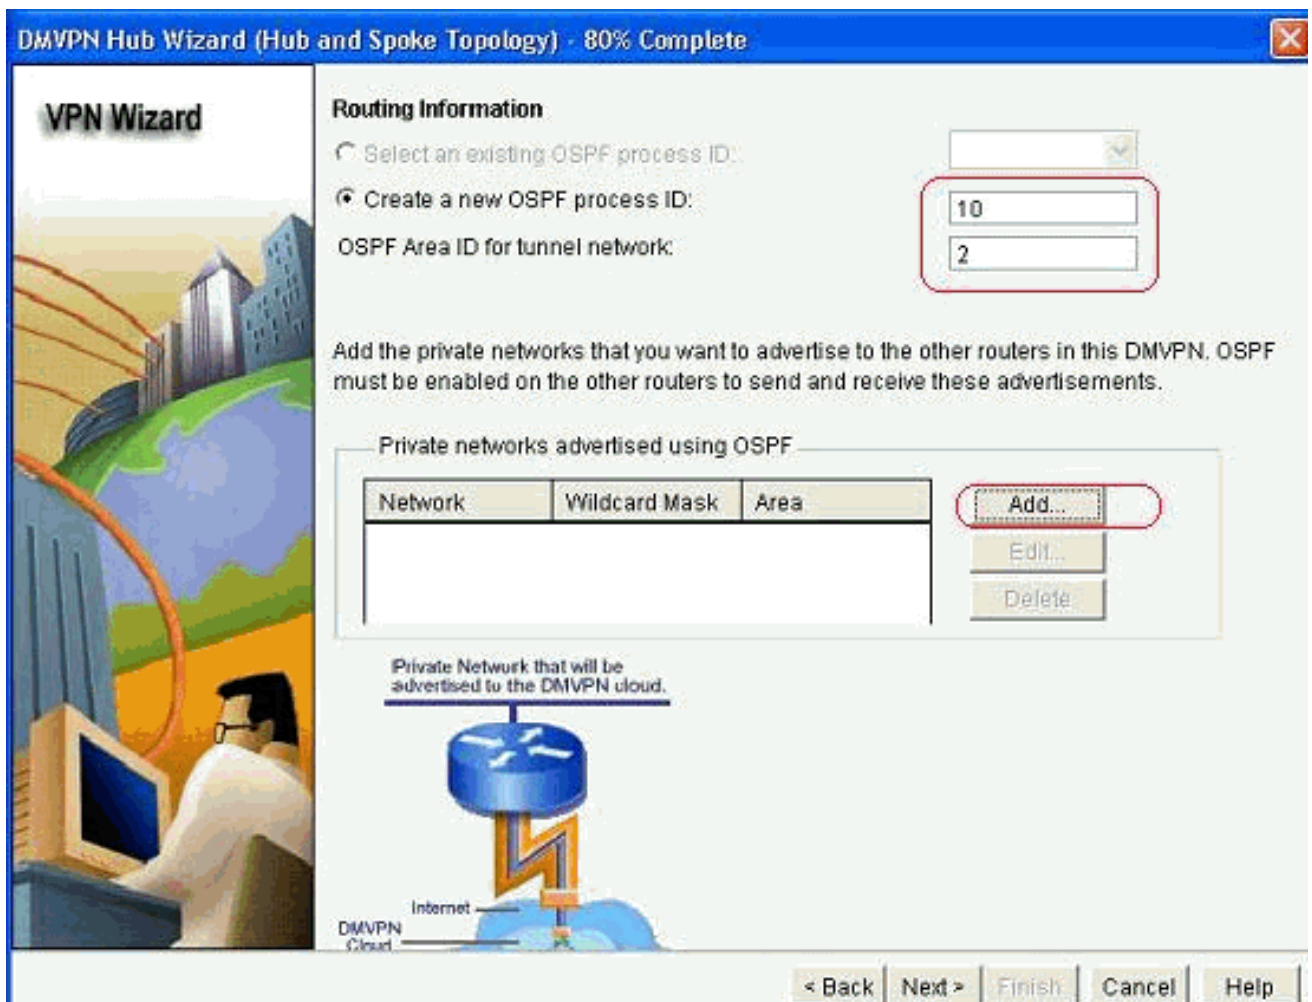 DMVPN Hub Wizard (Hub and Spoke Topology) - 80% Complete
VPN Wizard
Routing Information
Select an existing OSPF process ID:
Create a new OSPF process ID:
10
OSPF Area ID for tunnel network:
2
Add the private networks that you want to advertise to the other routers in this DMVPN. OSPF
must be enabled on the other routers to send and receive these advertisements.
Private networks advertised using OSPF
Network Wildcard Mask Area
Add...
Edit...
Delete
Private Network that will be
advertised to the DMVPN cloud.
Internet
DMVPN
Cloud
< Back Next > Finish Cancel Help